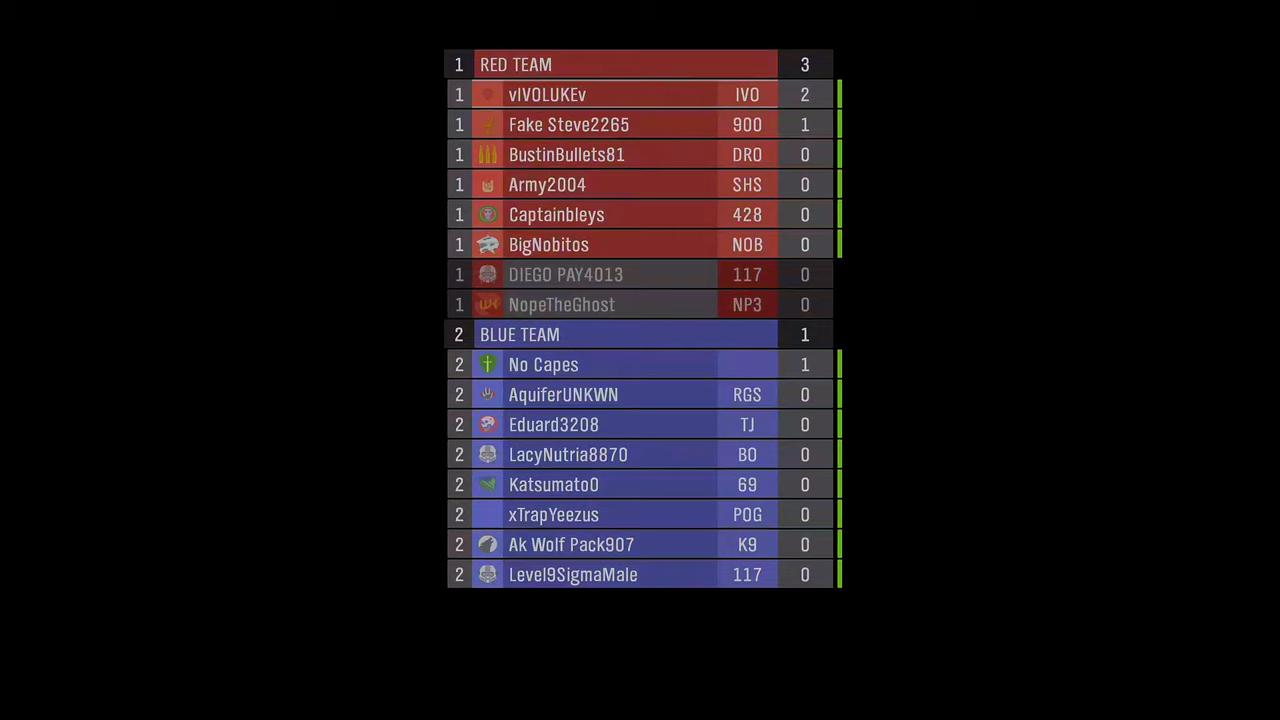 1 RED TEAM 3
1 vIVOLUKEv IVO 2
1 Fake Steve2265 900 1
1 BustinBullets81 DRO 0
1 Army2004 SHS 0
1 Captainbleys 428 0
1 BigNobitos NOB 0
1 DIEGO PAY4013 117 0
1 NopeTheGhost NP3 0
2 BLUE TEAM 1
2 No Capes 1
2 AquiferUNKWN RGS 0
2 Eduard3208 TJ 0
2 LacyNutria8870 BO 0
2 Katsumato0 69 0
2 xTrapYeezus POG 0
2 Ak Wolf Pack907 K9 0
2 Level9SigmaMale 117 0